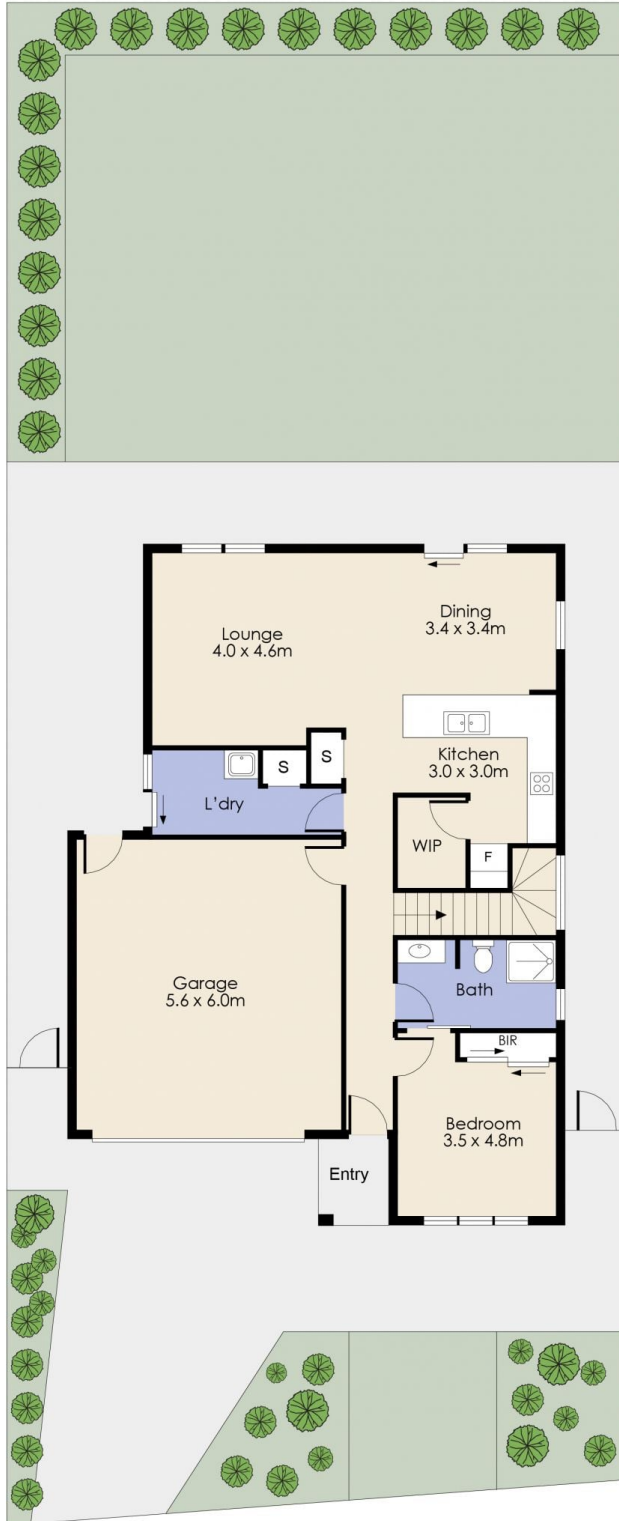 Lounge
4.0 x 4.6m
Dining
3.4 x 3.4m
S
S
Kitchen
3.0 x 3.0m
L'dry
WIP
F
Garage
5.6 x 6.0m
Bath
BIR
Bedroom
3.5 x 4.8m
Entry